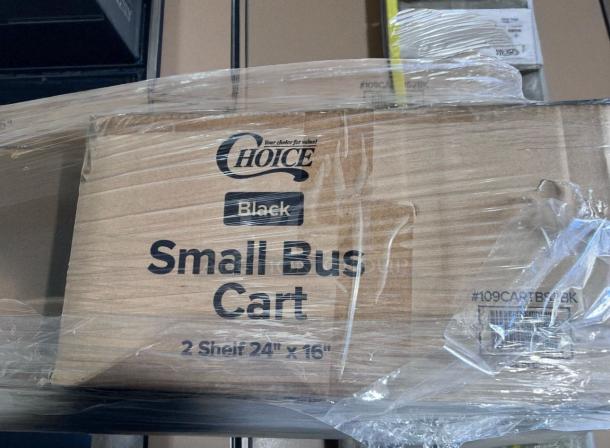 Your choice for value!
CHOICE
Black
Small Bus
Cart
2 Shelf 24" x 16"